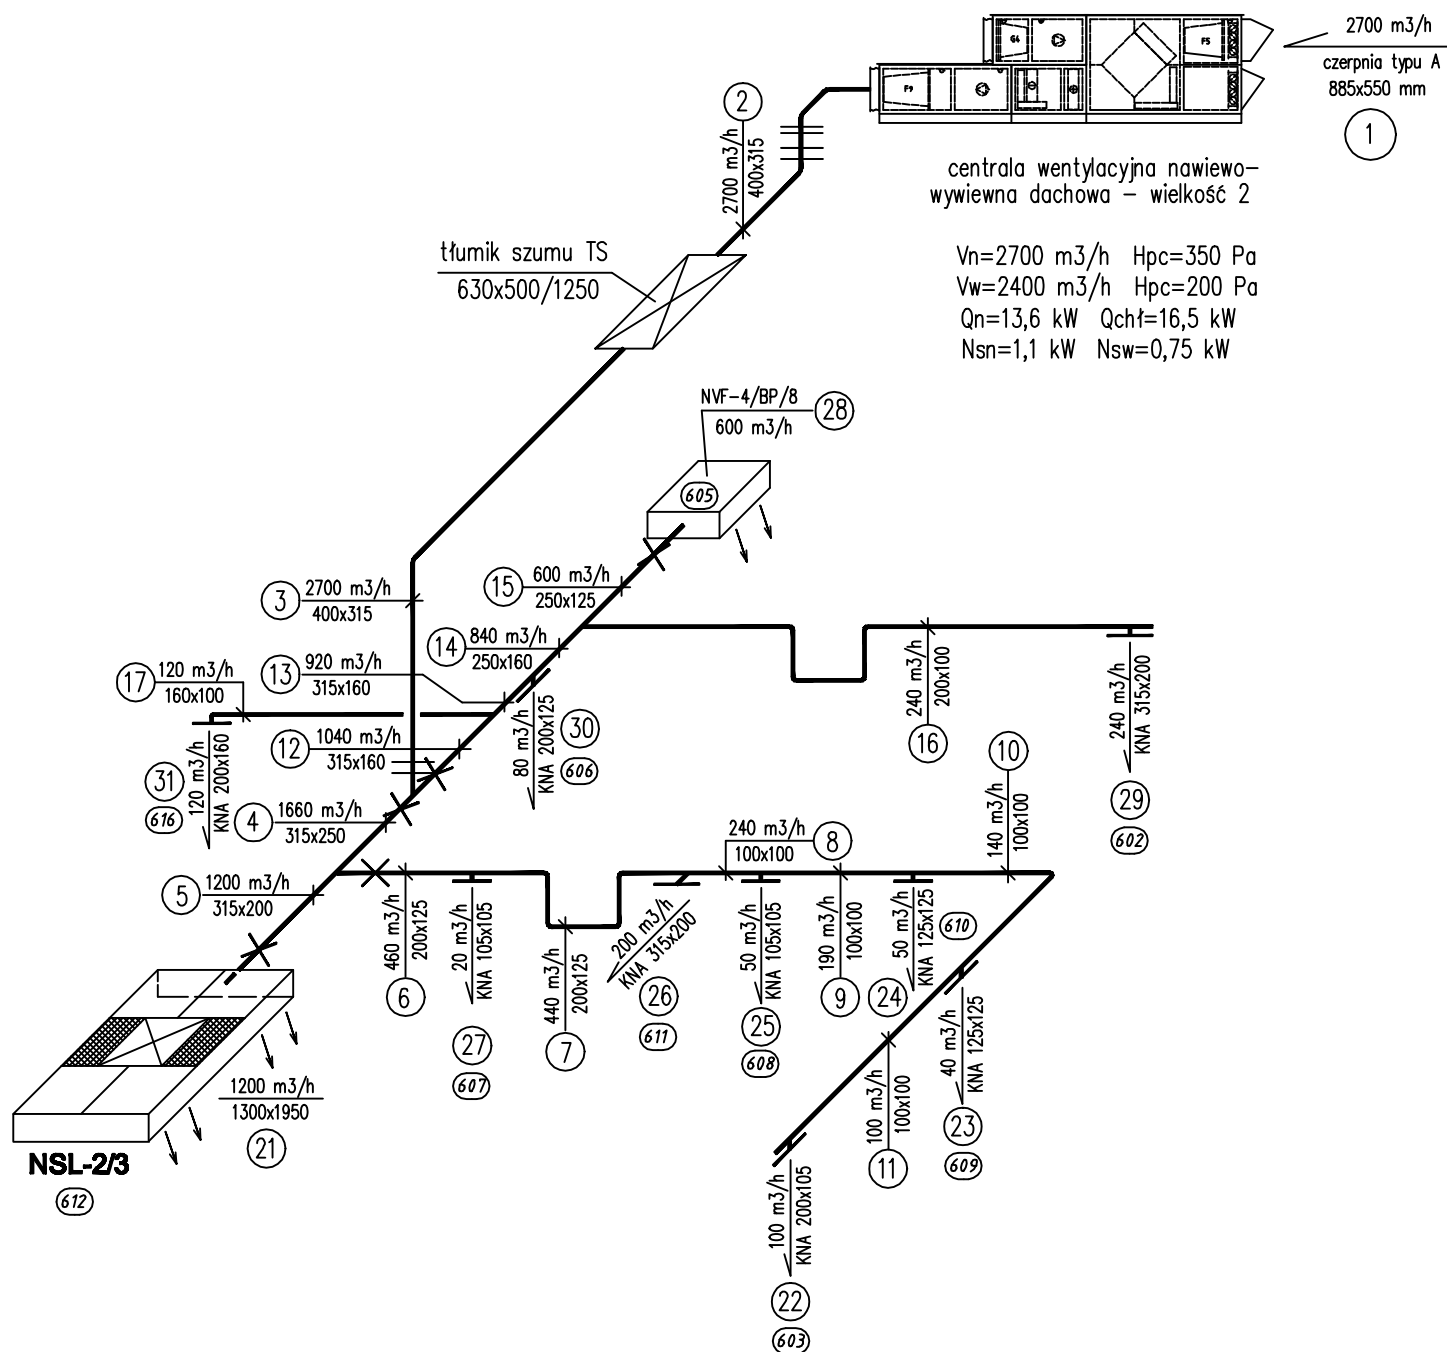 2700 m3/h
czerpnia typu A
885x550 mm
1
G4
F5
F9
centrala wentylacyjna nawiewo-
wywiewna dachowa – wielkość 2
Vn=2700 m3/h Hpc=350 Pa
Vw=2400 m3/h Hpc=200 Pa
Qn=13,6 kW Qchł=16,5 kW
Nsn=1,1 kW Nsw=0,75 kW
2
2700 m3/h
400x315
tłumik szumu TS
630x500/1250
NVF-4/BP/8
600 m3/h
28
605
15
600 m3/h
250x125
3
2700 m3/h
400x315
14
840 m3/h
250x160
13
920 m3/h
315x160
17
120 m3/h
160x100
12
1040 m3/h
315x160
80 m3/h
KNA 200x125
30
606
240 m3/h
200x100
16
240 m3/h
KNA 315x200
29
602
31
616
120 m3/h
KNA 200x160
4
1660 m3/h
315x250
10
140 m3/h
100x100
240 m3/h
100x100
8
5
1200 m3/h
315x200
460 m3/h
200x125
6
20 m3/h
KNA 105x105
27
607
440 m3/h
200x125
7
200 m3/h
KNA 315x200
26
611
50 m3/h
KNA 105x105
25
608
190 m3/h
100x100
9
50 m3/h
KNA 125x125
24
610
40 m3/h
KNA 125x125
23
609
100 m3/h
100x100
11
1200 m3/h
1300x1950
21
NSL-2/3
612
100 m3/h
KNA 200x105
22
603